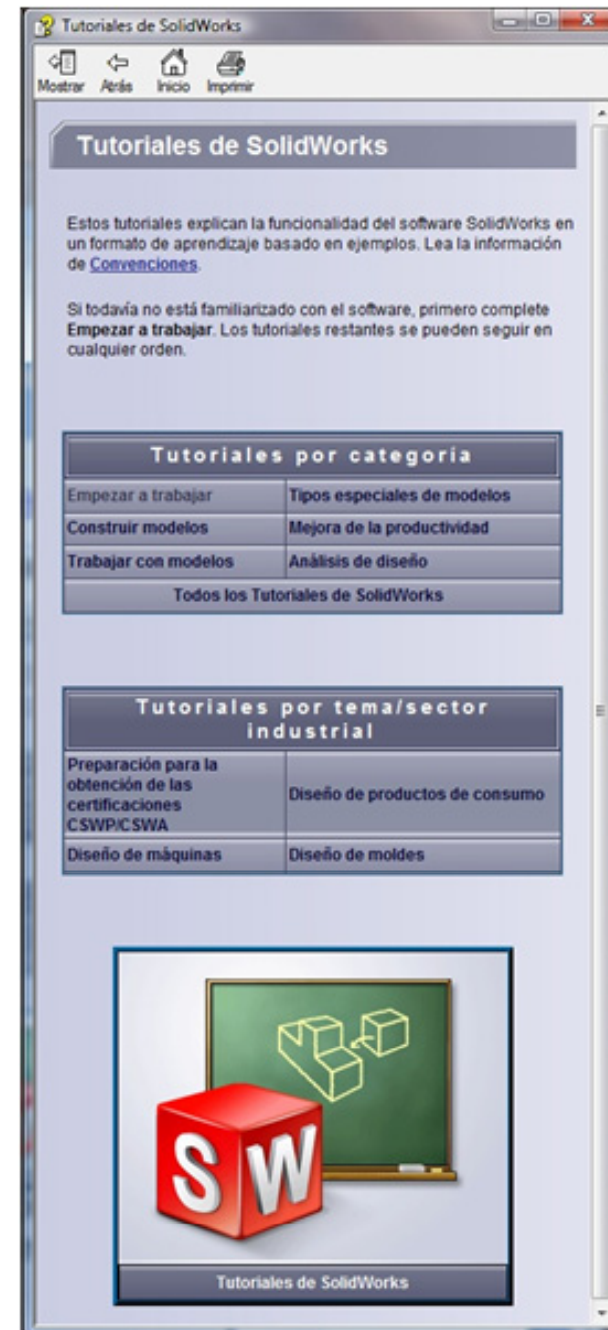 Tutoriales de SolidWorks
Mostrar Atrás Inicio Imprimir
Tutoriales de SolidWorks
Estos tutoriales explican la funcionalidad del software SolidWorks en
un formato de aprendizaje basado en ejemplos. Lea la información
de Convenciones.
Si todavía no está familiarizado con el software, primero complete
Empezar a trabajar. Los tutoriales restantes se pueden seguir en
cualquier orden.
Tutoriales por categoría
Empezar a trabajar Tipos especiales de modelos
Construir modelos Mejora de la productividad
Trabajar con modelos Análisis de diseño
Todos los Tutoriales de SolidWorks
Tutoriales por tema/sector
industrial
Preparación para la
obtención de las
certificaciones
CSWP/CSWA
Diseño de productos de consumo
Diseño de máquinas Diseño de moldes
SW
Tutoriales de SolidWorks